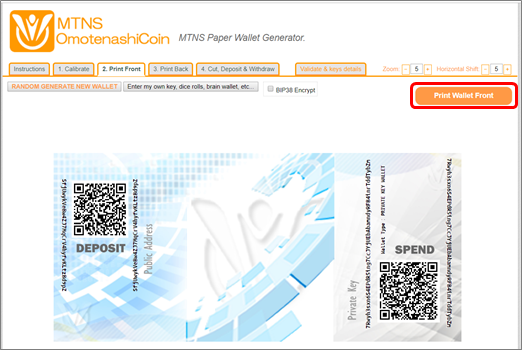 MTNS
OmotenashiCoin
MTNS Paper Wallet Generator.
Instructions
1. Calibrate
2. Print Front
3. Print Back
4. Cut, Deposit & Withdraw
Validate & keys details
Zoom: - 5 +
Horizontal Shift: - 5 +
RANDOM GENERATE NEW WALLET
Enter my own key, dice rolls, brain wallet, etc...
BIP38 Encrypt
Print Wallet Front
DEPOSIT
Public Address
Private Key
Wallet Type: PRIVATE KEY WALLET
SPEND